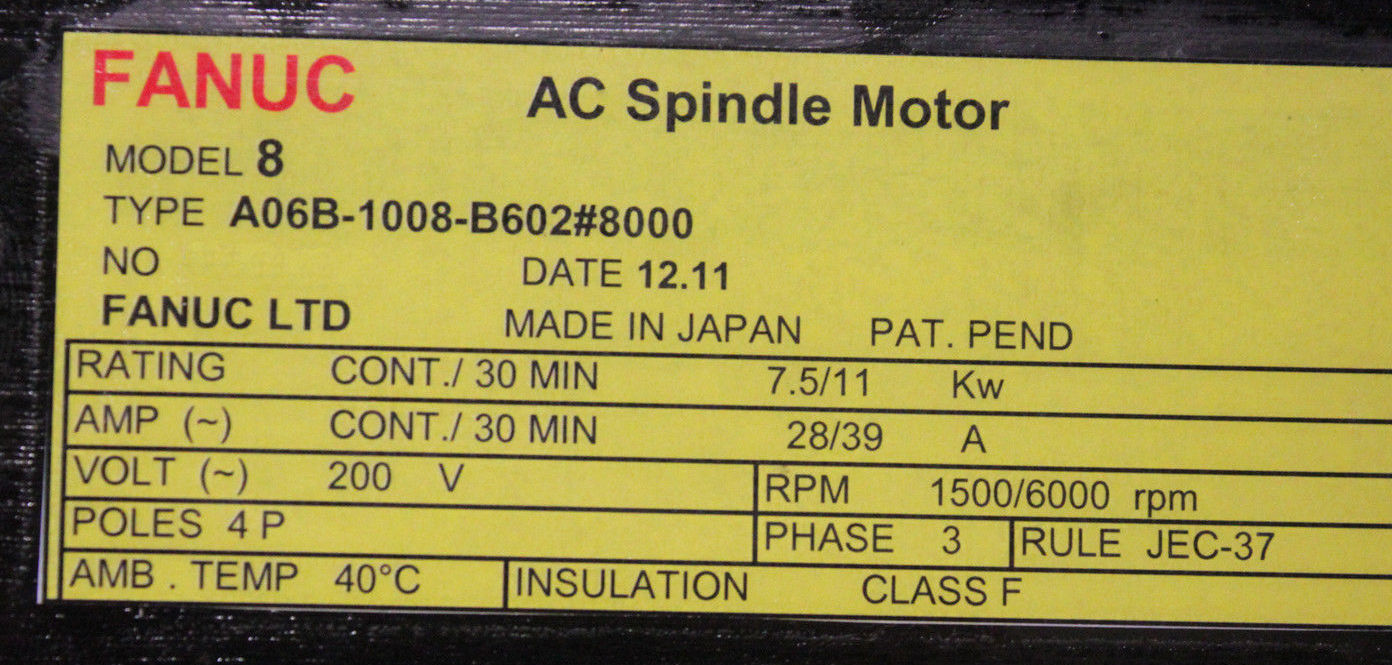 FANUC AC Spindle Motor
MODEL 8
TYPE A06B-1008-B602#8000
NO DATE 12.11
FANUC LTD MADE IN JAPAN PAT. PEND
RATING CONT./ 30 MIN 7.5/11 Kw
AMP (~) CONT./ 30 MIN 28/39 A
VOLT (~) 200 V RPM 1500/6000 rpm
POLES 4 P PHASE 3 RULE JEC-37
AMB . TEMP 40°C INSULATION CLASS F